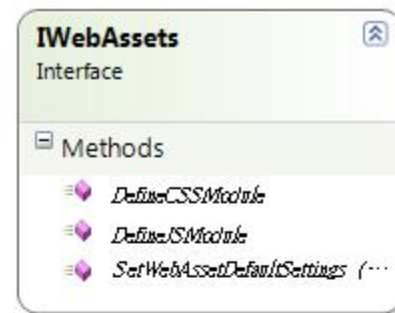 IWebAssets
Interface
Methods
DefineCSSModule
DefineJSModule
SetWebAssetDefaultSettings (…